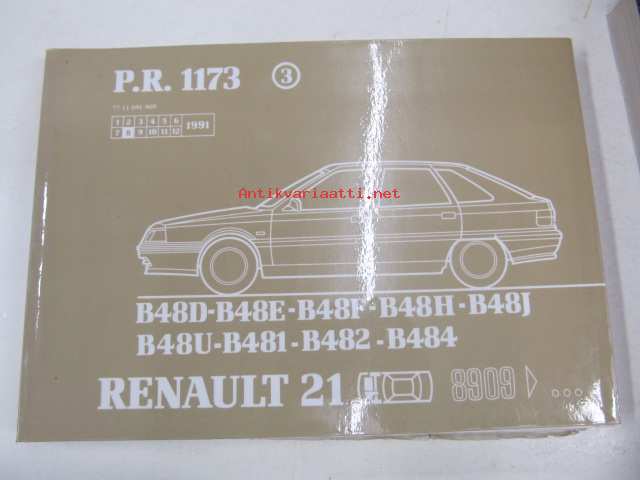 P.R. 1173 3
1 2 3 4 5 6
7 8 9 10 11 12 1991
Antikvariaatti.net
B48D-B48E-B48F-B48H-B48J
B48U-B481-B482-B484
RENAULT 21 8909